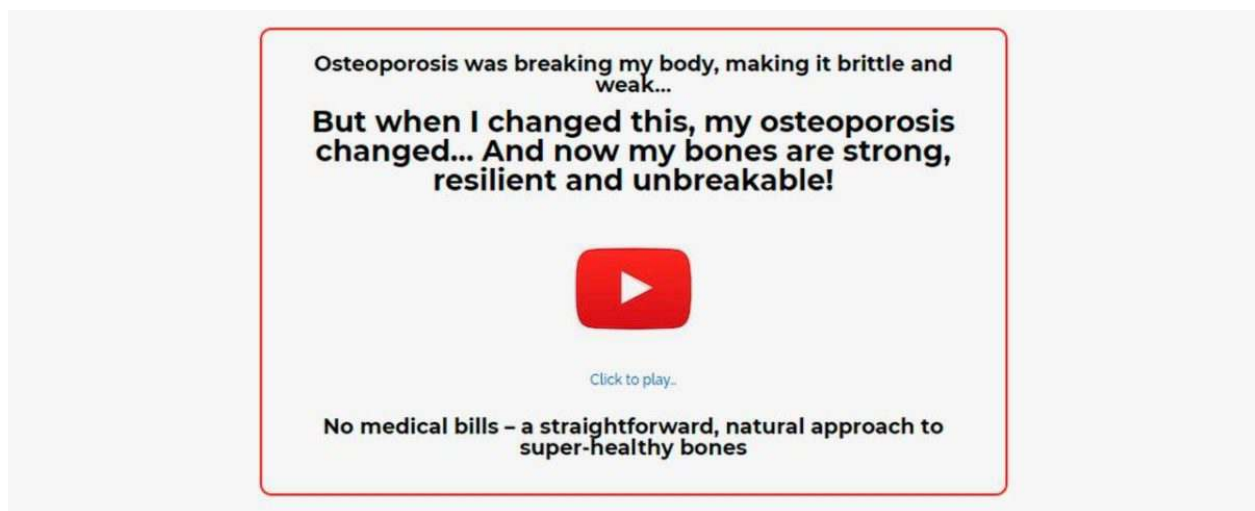 Osteoporosis was breaking my body, making it brittle and
weak...
But when I changed this, my osteoporosis
changed... And now my bones are strong,
resilient and unbreakable!
Click to play..
No medical bills – a straightforward, natural approach to
super-healthy bones